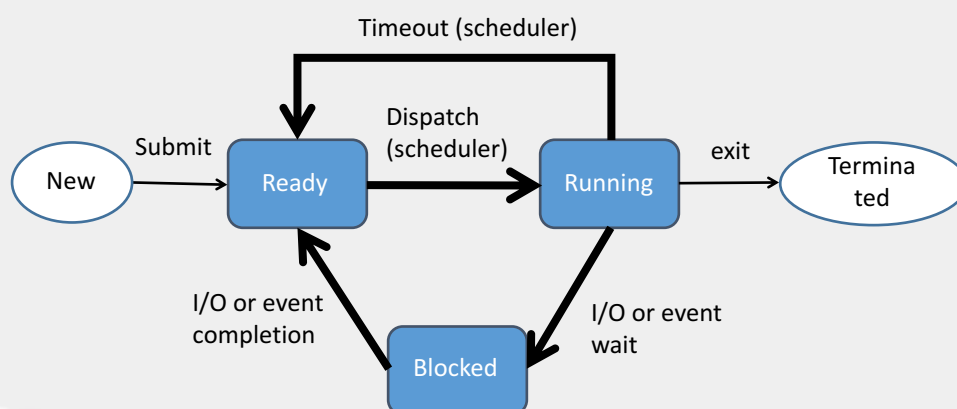 Timeout (scheduler)
Dispatch
(scheduler)
Submit
exit
New
Ready
Running
Termina
ted
I/O or event
completion
I/O or event
wait
Blocked